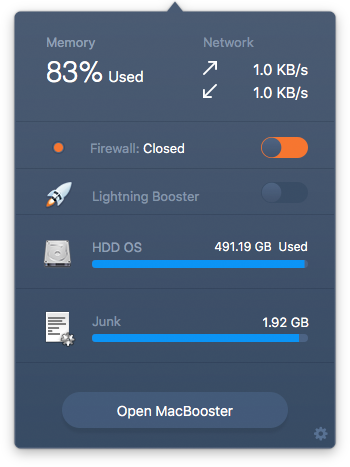 Memory
83% Used
Network
1.0 KB/s
1.0 KB/s
Firewall: Closed
Lightning Booster
HDD OS 491.19 GB Used
Junk 1.92 GB
Open MacBooster